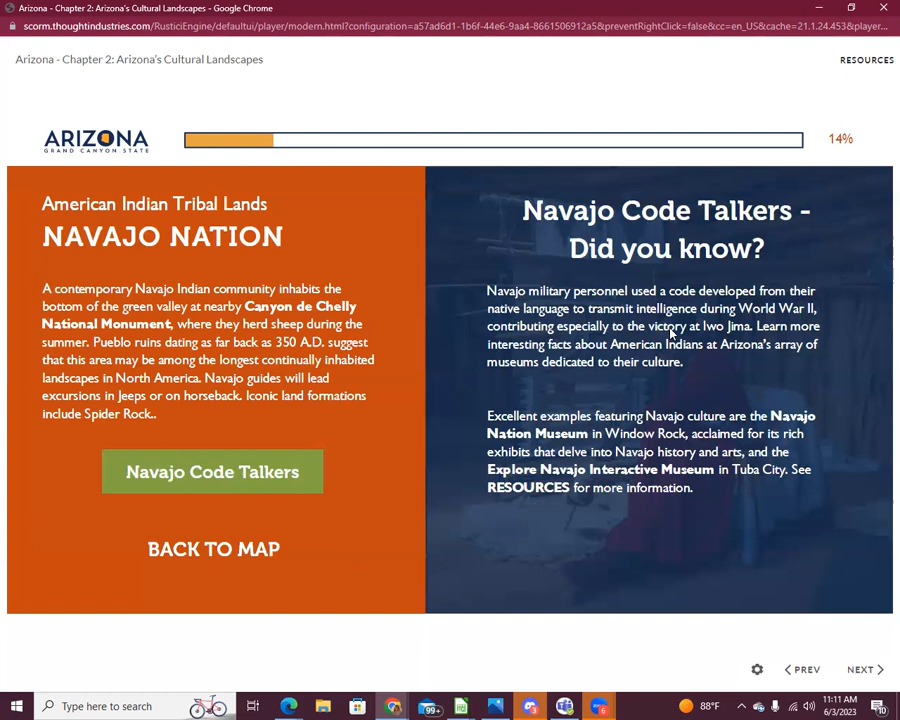 Arizona - Chapter 2: Arizona's Cultural Landscapes - Google Chrome
scorm.thoughtindustries.com/RusticiEngine/defaultui/player/modern.html?configuration=a57ad6d1-1b6f-44e6-9aa4-8661506912a5&preventRightClick=false&cc=en_US&cache=21.1.24.453&player...
Arizona - Chapter 2: Arizona's Cultural Landscapes
RESOURCES
ARIZONA
GRAND CANYON STATE
14%
American Indian Tribal Lands
NAVAJO NATION
A contemporary Navajo Indian community inhabits the
bottom of the green valley at nearby Canyon de Chelly
National Monument, where they herd sheep during the
summer. Pueblo ruins dating as far back as 350 A.D. suggest
that this area may be among the longest continually inhabited
landscapes in North America. Navajo guides will lead
excursions in Jeeps or on horseback. Iconic land formations
include Spider Rock..
Navajo Code Talkers
BACK TO MAP
Navajo Code Talkers -
Did you know?
Navajo military personnel used a code developed from their
native language to transmit intelligence during World War II,
contributing especially to the victory at Iwo Jima. Learn more
interesting facts about American Indians at Arizona's array of
museums dedicated to their culture.
Excellent examples featuring Navajo culture are the Navajo
Nation Museum in Window Rock, acclaimed for its rich
exhibits that delve into Navajo history and arts, and the
Explore Navajo Interactive Museum in Tuba City. See
RESOURCES for more information.
PREV
NEXT
Type here to search
99+
3
6
88°F
11:11 AM
6/3/2023
10